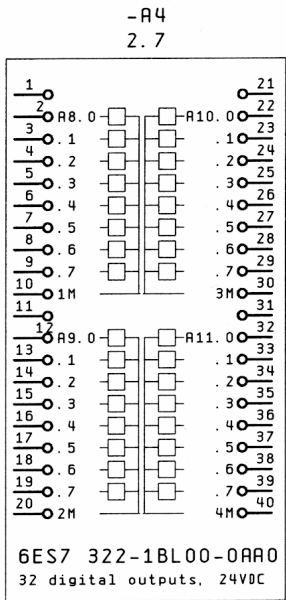 -A4
2.7
1 21
2 A8.0 A10.0 22
3 .1 .1 23
4 .2 .2 24
5 .3 .3 25
6 .4 .4 26
7 .5 .5 27
8 .6 .6 28
9 .7 .7 29
10 1M 3M 30
11 31
12 A9.0 A11.0 32
13 .1 .1 33
14 .2 .2 34
15 .3 .3 35
16 .4 .4 36
17 .5 .5 37
18 .6 .6 38
19 .7 .7 39
20 2M 4M 40
6ES7 322-1BL00-0AA0
32 digital outputs, 24VDC